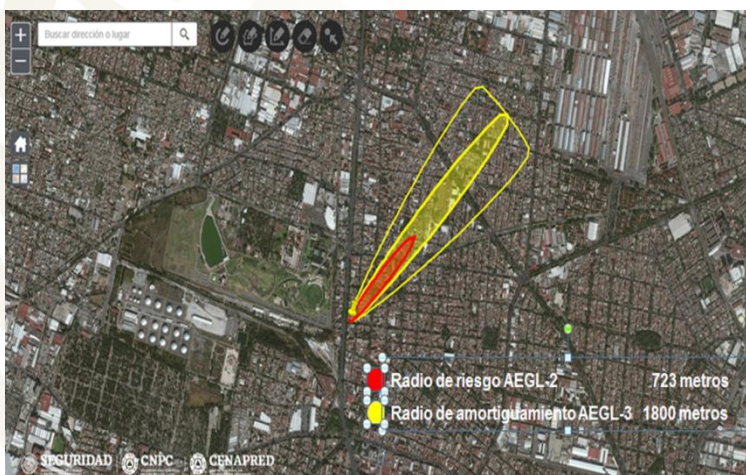 Buscar dirección o lugar
Radio de riesgo AEGL-2 .723 metros
Radio de amortiguamiento AEGL-3 1800 metros
SEGURIDAD CNPC CENAPRED